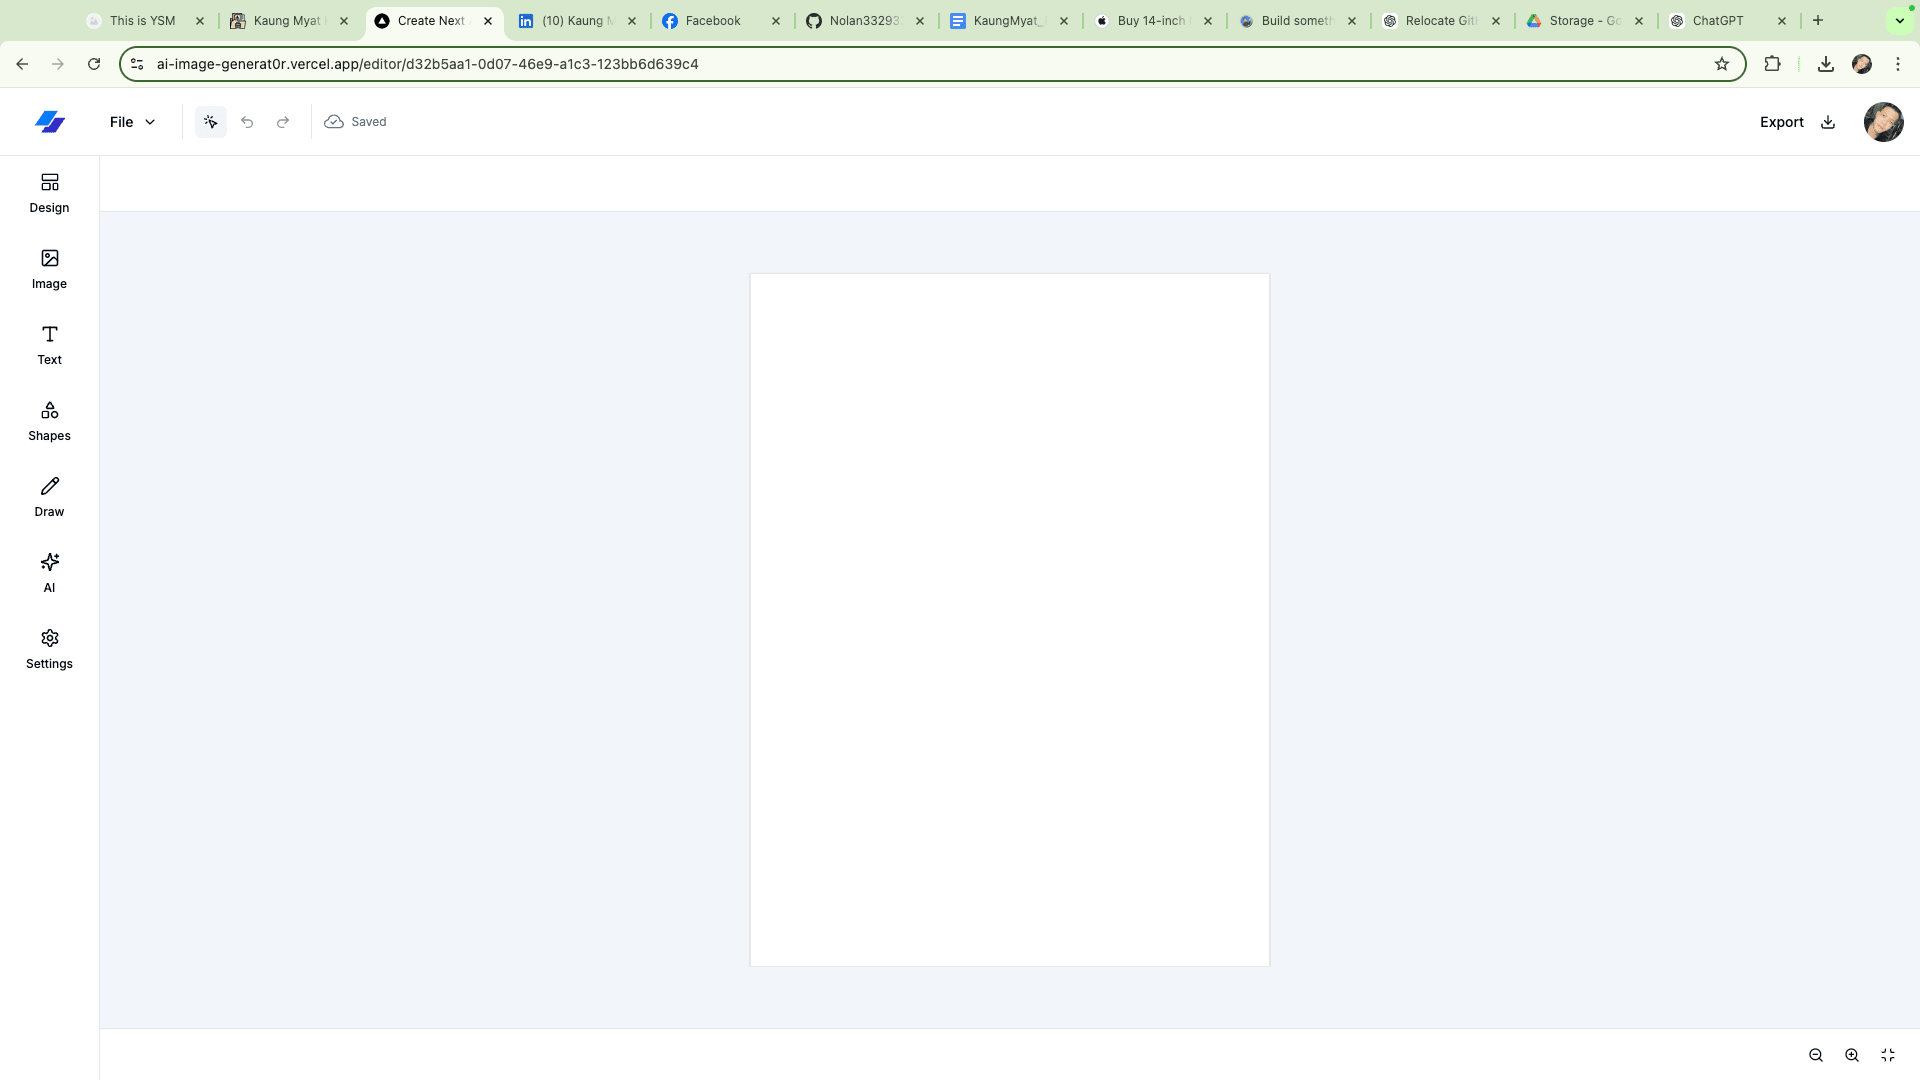 This is YSM
Kaung Myat
Create Next
(10) Kaung M
Facebook
Nolan33293
KaungMyat_
Buy 14-inch
Build someth
Relocate Git
Storage - Go
ChatGPT
ai-image-generat0r.vercel.app/editor/d32b5aa1-0d07-46e9-a1c3-123bb6d639c4
File
Saved
Export
Design
Image
Text
Shapes
Draw
AI
Settings